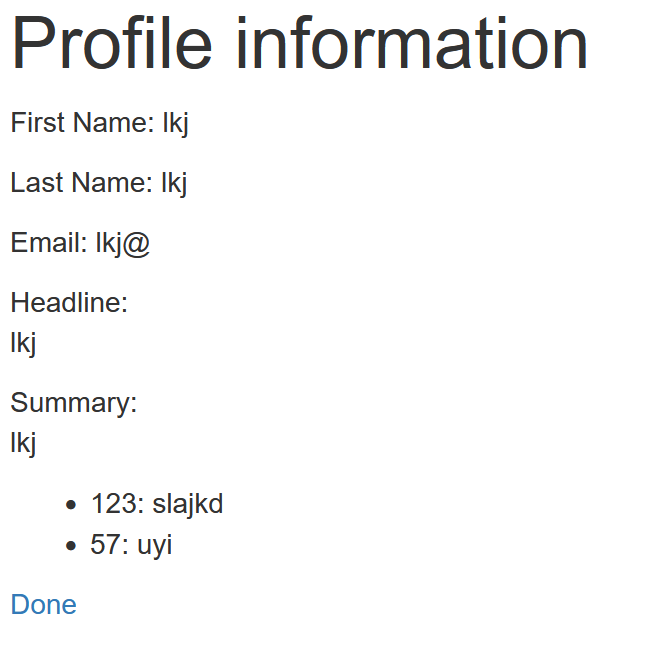 Profile information
First Name: lkj
Last Name: lkj
Email: lkj@
Headline:
lkj
Summary:
lkj
• 123: slajkd
• 57: uyi
Done